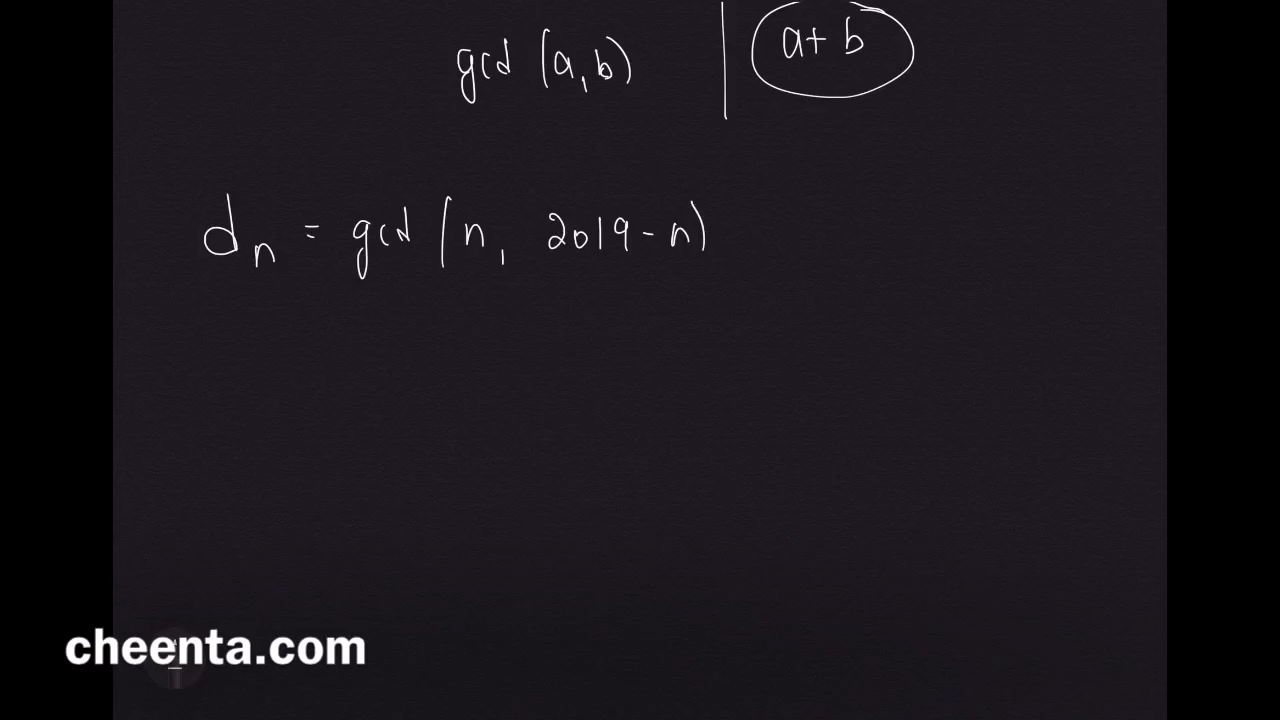 gcd (a,b) | a+ b
dn = gcd (n, 2019-n)
cheenta.com